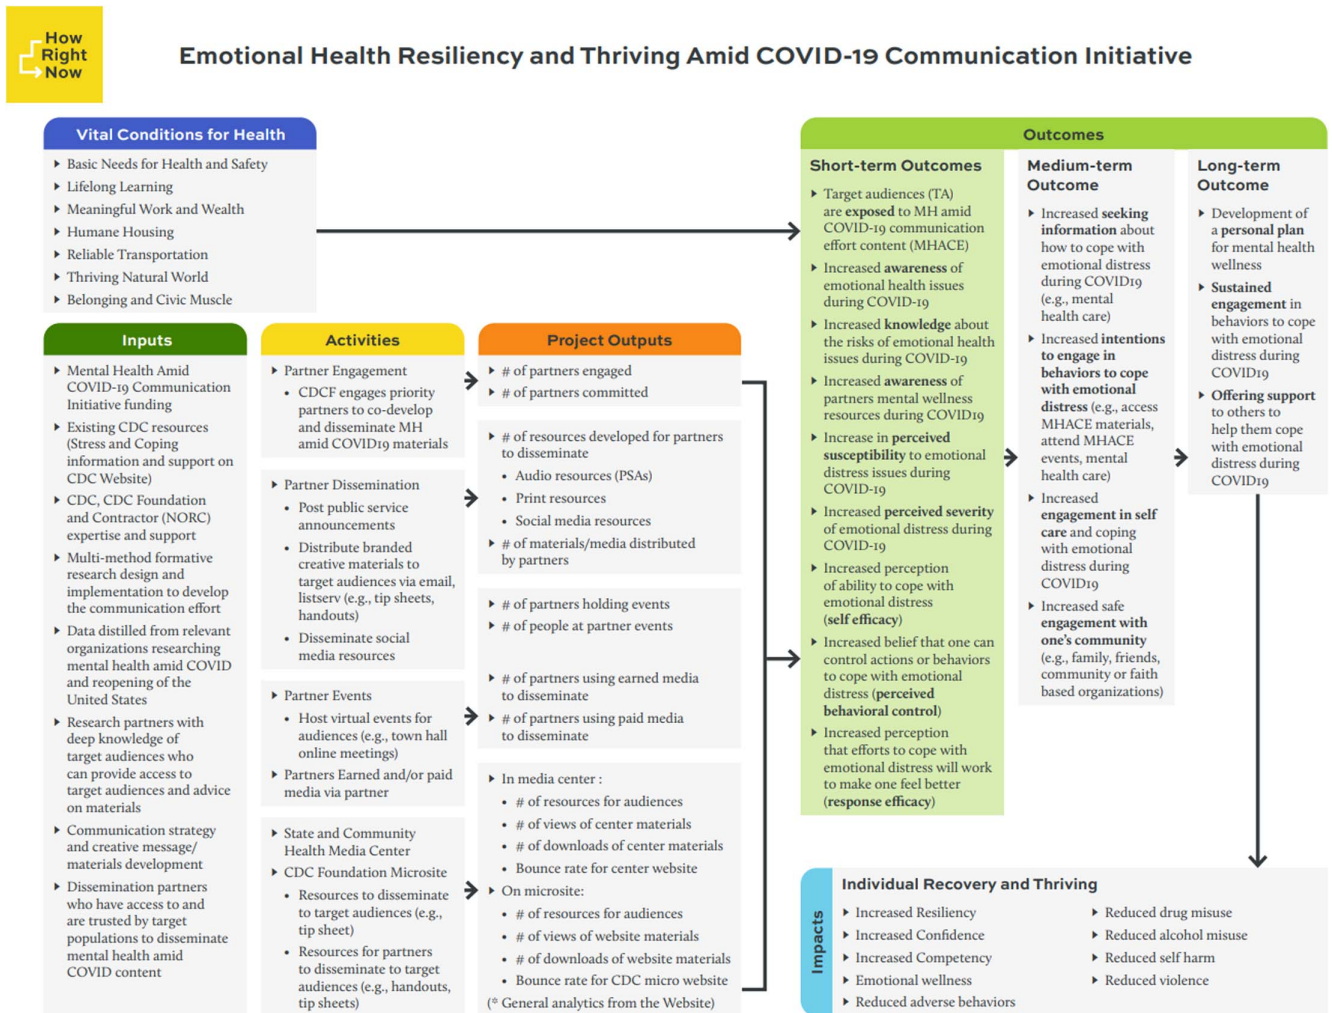 How
Right
Now
Emotional Health Resiliency and Thriving Amid COVID-19 Communication Initiative
Vital Conditions for Health
Basic Needs for Health and Safety
Lifelong Learning
Meaningful Work and Wealth
Humane Housing
Reliable Transportation
Thriving Natural World
Belonging and Civic Muscle
Inputs
Mental Health Amid
COVID-19 Communication
Initiative funding
Existing CDC resources
(Stress and Coping
information and support on
CDC Website)
CDC, CDC Foundation
and Contractor (NORC)
expertise and support
Multi-method formative
research design and
implementation to develop
the communication effort
Data distilled from relevant
organizations researching
mental health amid COVID
and reopening of the
United States
Research partners with
deep knowledge of
target audiences who
can provide access to
target audiences and advice
on materials
Communication strategy
and creative message/
materials development
Dissemination partners
who have access to and
are trusted by target
populations to disseminate
mental health amid
COVID content
Activities
Partner Engagement
CDCF engages priority
partners to co-develop
and disseminate MH
amid COVID19 materials
Partner Dissemination
Post public service
announcements
Distribute branded
creative materials to
target audiences via email,
listserv (e.g., tip sheets,
handouts)
Disseminate social
media resources
Partner Events
Host virtual events for
audiences (e.g., town hall
online meetings)
Partners Earned and/or paid
media via partner
State and Community
Health Media Center
CDC Foundation Microsite
Resources to disseminate
to target audiences (e.g.,
tip sheet)
Resources for partners
to disseminate to target
audiences (e.g., handouts,
tip sheets)
Project Outputs
# of partners engaged
# of partners committed
# of resources developed for partners
to disseminate
Audio resources (PSAs)
Print resources
Social media resources
# of materials/media distributed
by partners
# of partners holding events
# of people at partner events
# of partners using earned media
to disseminate
# of partners using paid media
to disseminate
In media center :
# of resources for audiences
# of views of center materials
# of downloads of center materials
Bounce rate for center website
On microsite:
# of resources for audiences
# of views of website materials
# of downloads of website materials
Bounce rate for CDC micro website
(* General analytics from the Website)
Outcomes
Short-term Outcomes
Target audiences (TA)
are exposed to MH amid
COVID-19 communication
effort content (MHACE)
Increased awareness of
emotional health issues
during COVID-19
Increased knowledge about
the risks of emotional health
issues during COVID-19
Increased awareness of
partners mental wellness
resources during COVID19
Increase in perceived
susceptibility to emotional
distress issues during
COVID-19
Increased perceived severity
of emotional distress during
COVID-19
Increased perception
of ability to cope with
emotional distress
(self efficacy)
Increased belief that one can
control actions or behaviors
to cope with emotional
distress (perceived
behavioral control)
Increased perception
that efforts to cope with
emotional distress will work
to make one feel better
(response efficacy)
Medium-term
Outcome
Increased seeking
information about
how to cope with
emotional distress
during COVID19
(e.g., mental
health care)
Increased intentions
to engage in
behaviors to cope
with emotional
distress (e.g., access
MHACE materials,
attend MHACE
events, mental
health care)
Increased
engagement in self
care and coping
with emotional
distress during
COVID19
Increased safe
engagement with
one's community
(e.g., family, friends,
community or faith
based organizations)
Long-term
Outcome
Development of
a personal plan
for mental health
wellness
Sustained
engagement in
behaviors to cope
with emotional
distress during
COVID19
Offering support
to others to
help them cope
with emotional
distress during
COVID19
Impacts
Individual Recovery and Thriving
Increased Resiliency
Increased Confidence
Increased Competency
Emotional wellness
Reduced adverse behaviors
Reduced drug misuse
Reduced alcohol misuse
Reduced self harm
Reduced violence